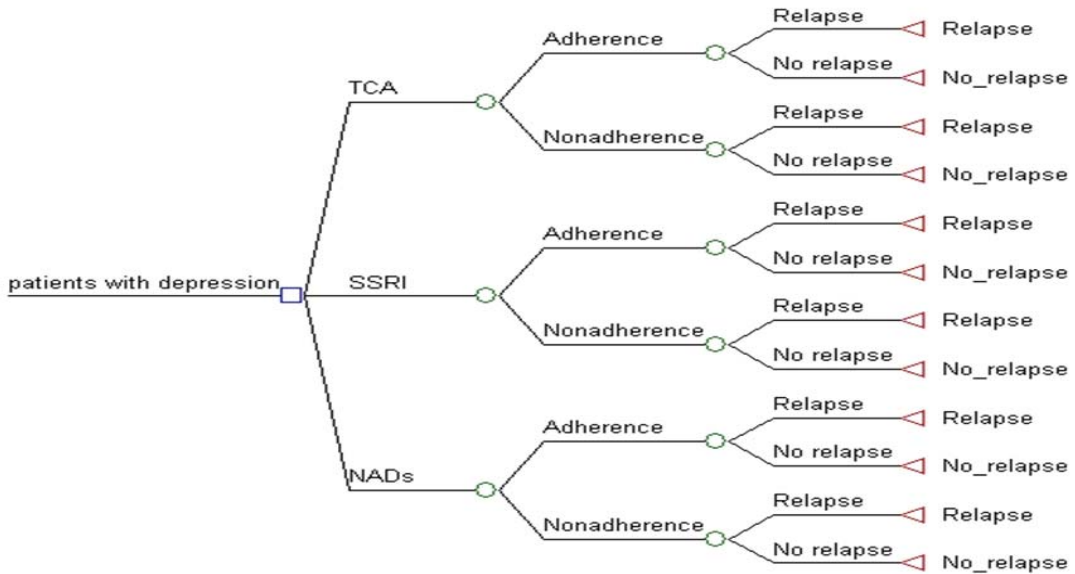 patients with depression
TCA
Adherence
Relapse
Relapse
No relapse
No_relapse
Nonadherence
Relapse
Relapse
No relapse
No_relapse
SSRI
Adherence
Relapse
Relapse
No relapse
No_relapse
Nonadherence
Relapse
Relapse
No relapse
No_relapse
NADs
Adherence
Relapse
Relapse
No relapse
No_relapse
Nonadherence
Relapse
Relapse
No relapse
No_relapse